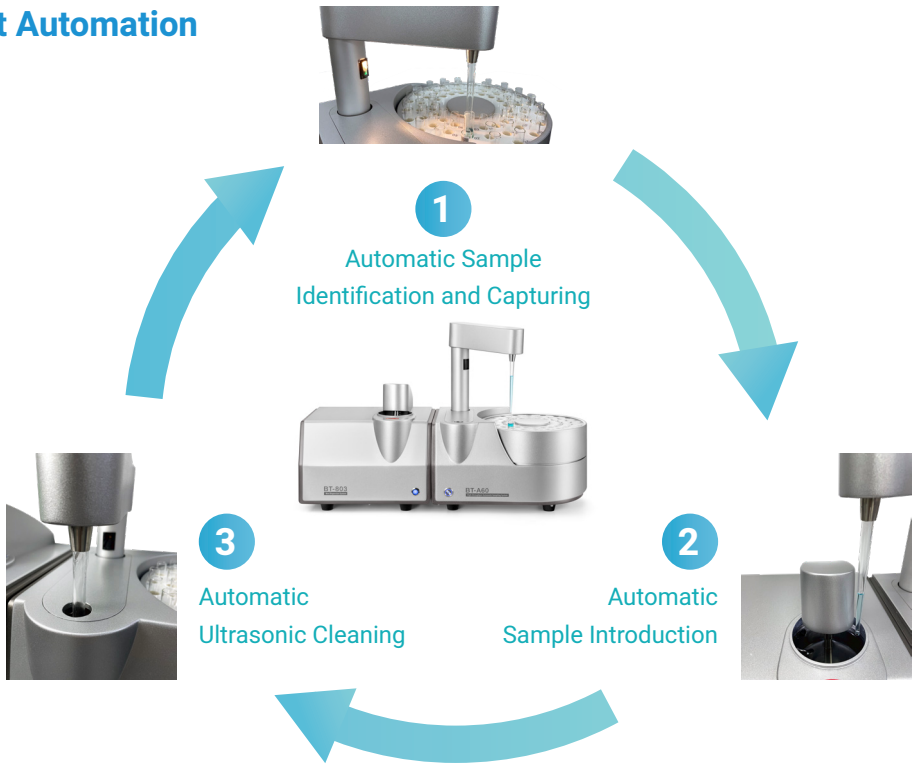 t Automation
1
Automatic Sample
Identification and Capturing
BT-803
BT-A60
3
Automatic
Ultrasonic Cleaning
2
Automatic
Sample Introduction